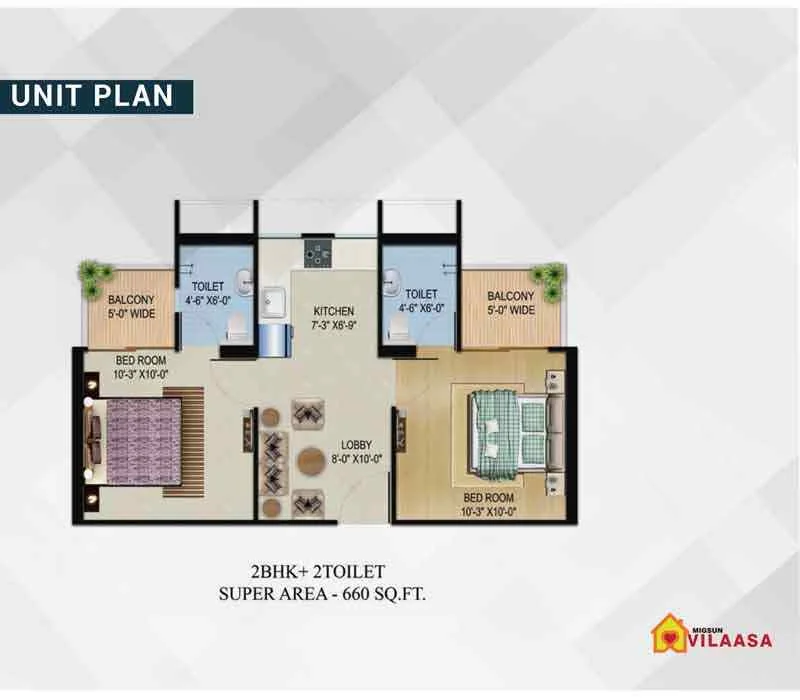 UNIT PLAN
TOILET
4'-6" X6'-0"
BALCONY
5'-0" WIDE
KITCHEN
7'-3" X6'-9"
TOILET
4'-6" X6'-0"
BALCONY
5'-0" WIDE
BED ROOM
10'-3" X10'-0"
LOBBY
8'-0" X10'-0"
BED ROOM
10'-3" X10'-0"
2BHK+ 2TOILET
SUPER AREA - 660 SQ.FT.
MIGSUN
VILAASA